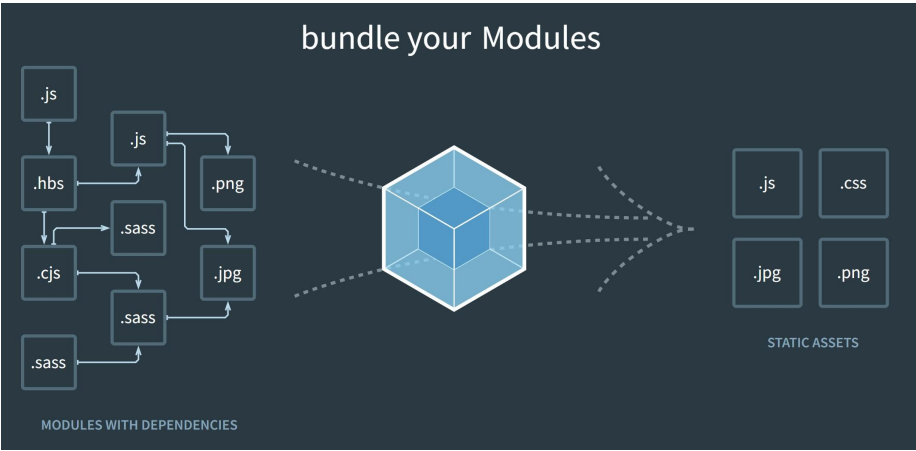 bundle your Modules
.js
.js
.hbs
.png
.sass
.cjs
.jpg
.sass
.sass
MODULES WITH DEPENDENCIES
.js
.css
.jpg
.png
STATIC ASSETS